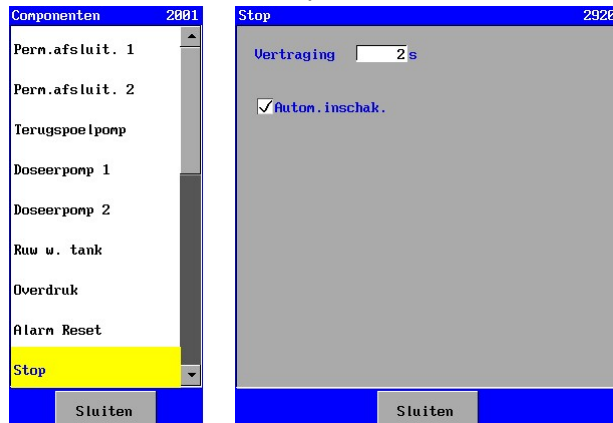 Componenten 2001
Perm.afsluit. 1
Perm.afsluit. 2
Terugspoelpomp
Doseerpomp 1
Doseerpomp 2
Ruw w. tank
Overdruk
Alarm Reset
Stop
Sluiten
Stop 2920
Vertraging 2 s
Autom.inschak.
Sluiten